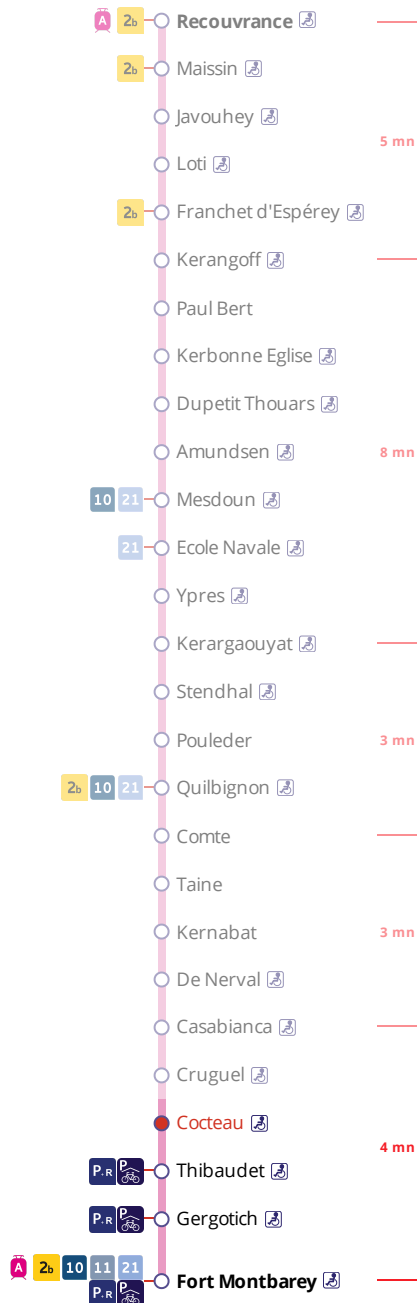 A 2b Recouvrance
2b Maissin
Javouhey
5 mn
Loti
2b Franchet d'Espérey
Kerangoff
Paul Bert
Kerbonne Eglise
Dupetit Thouars
Amundsen 8 mn
10 21 Mesdoun
21 Ecole Navale
Ypres
Kerargaouyat
Stendhal
Pouleder 3 mn
2b 10 21 Quilbignon
Comte
Taine
Kernabat 3 mn
De Nerval
Casabianca
Cruguel
Cocteau
4 mn
P+R P Thibaudet
P+R P Gergotich
A 2b 10 11 21 Fort Montbarey
P+R P